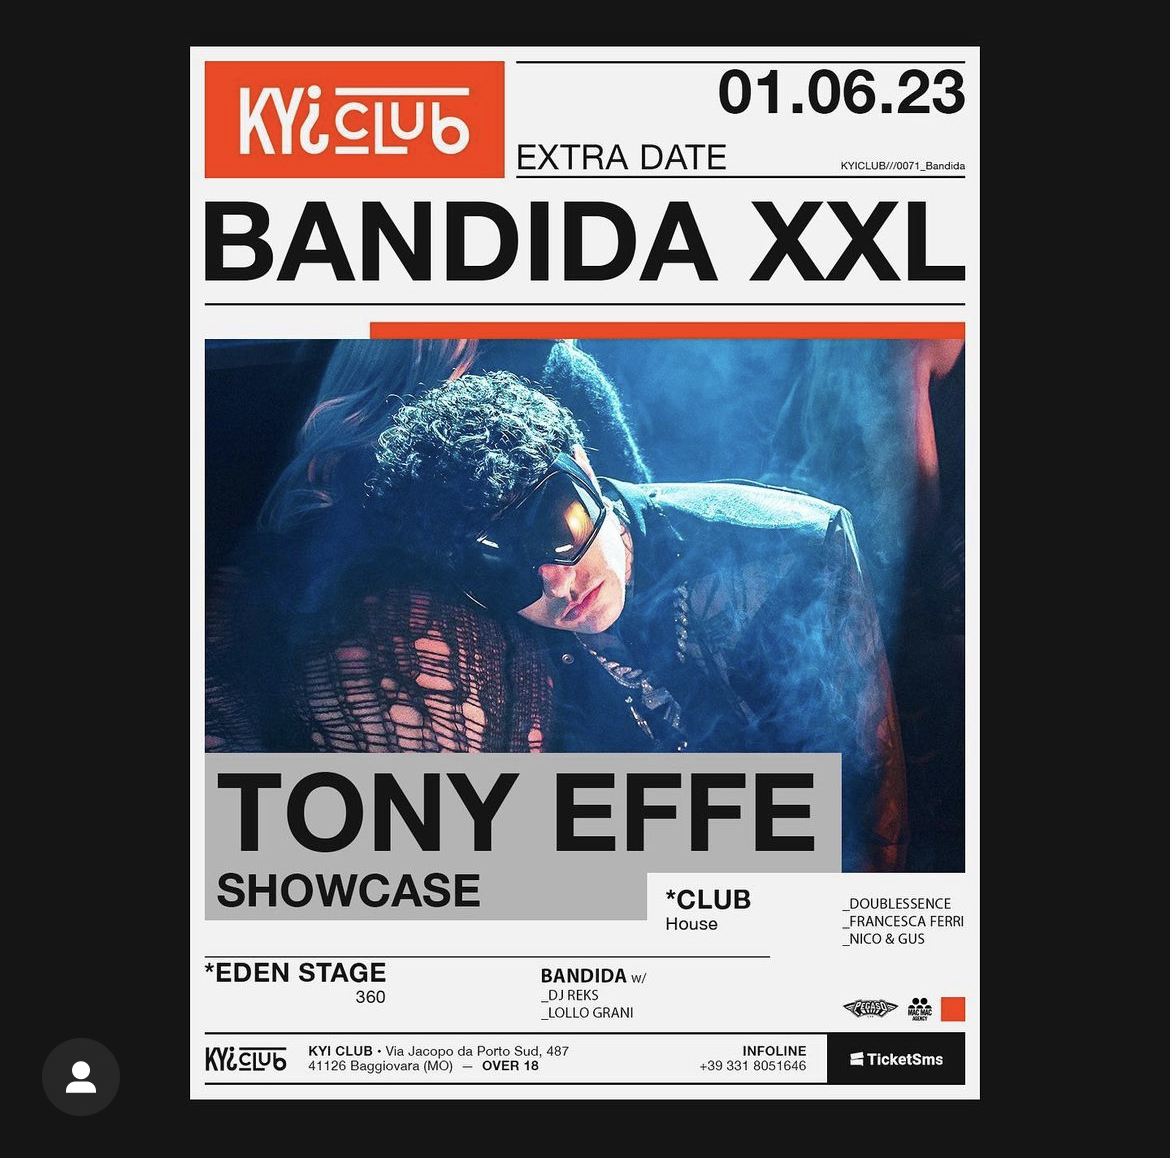 KYi CLUb
01.06.23
EXTRA DATE
KYICLUB///0071_Bandida
BANDIDA XXL
TONY EFFE
SHOWCASE
*CLUB
House
_DOUBLESSENCE
_FRANCESCA FERRI
_NICO & GUS
*EDEN STAGE
360
BANDIDA w/
_DJ REKS
_LOLLO GRANI
PEGASO
MAC MAC
AGENCY
KYi CLUb
KYI CLUB • Via Jacopo da Porto Sud, 487
41126 Baggiovara (MO) — OVER 18
INFOLINE
+39 331 8051646
TicketSms